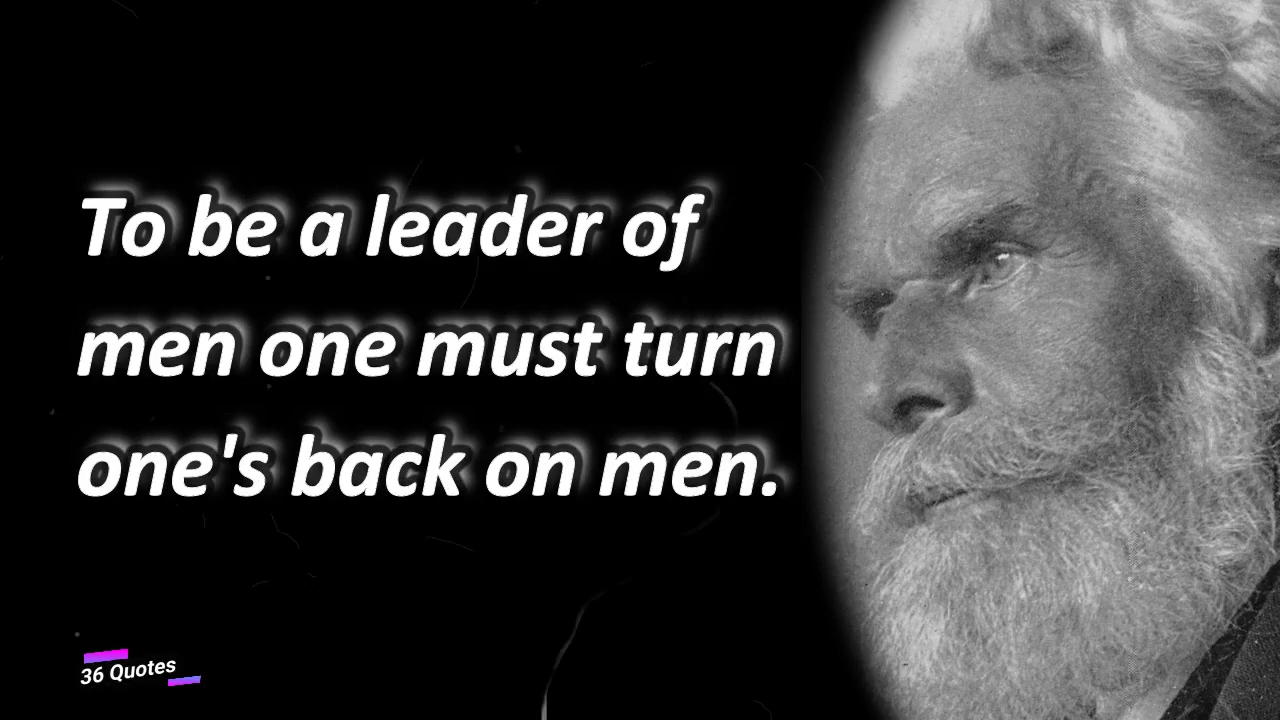 To be a leader of
men one must turn
one's back on men.
36 Quotes